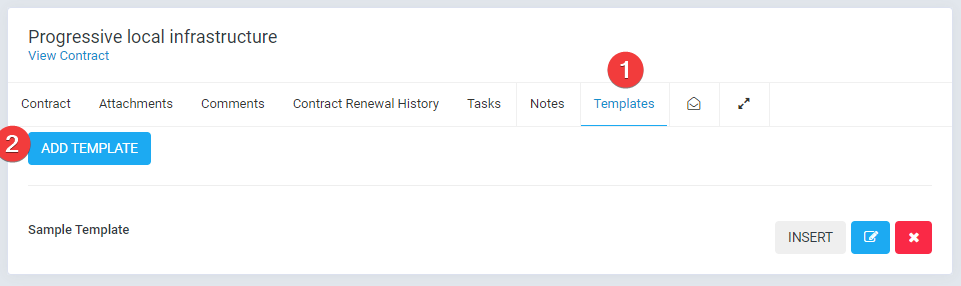 Progressive local infrastructure
View Contract
1
Contract Attachments Comments Contract Renewal History Tasks Notes Templates
2 ADD TEMPLATE
Sample Template INSERT